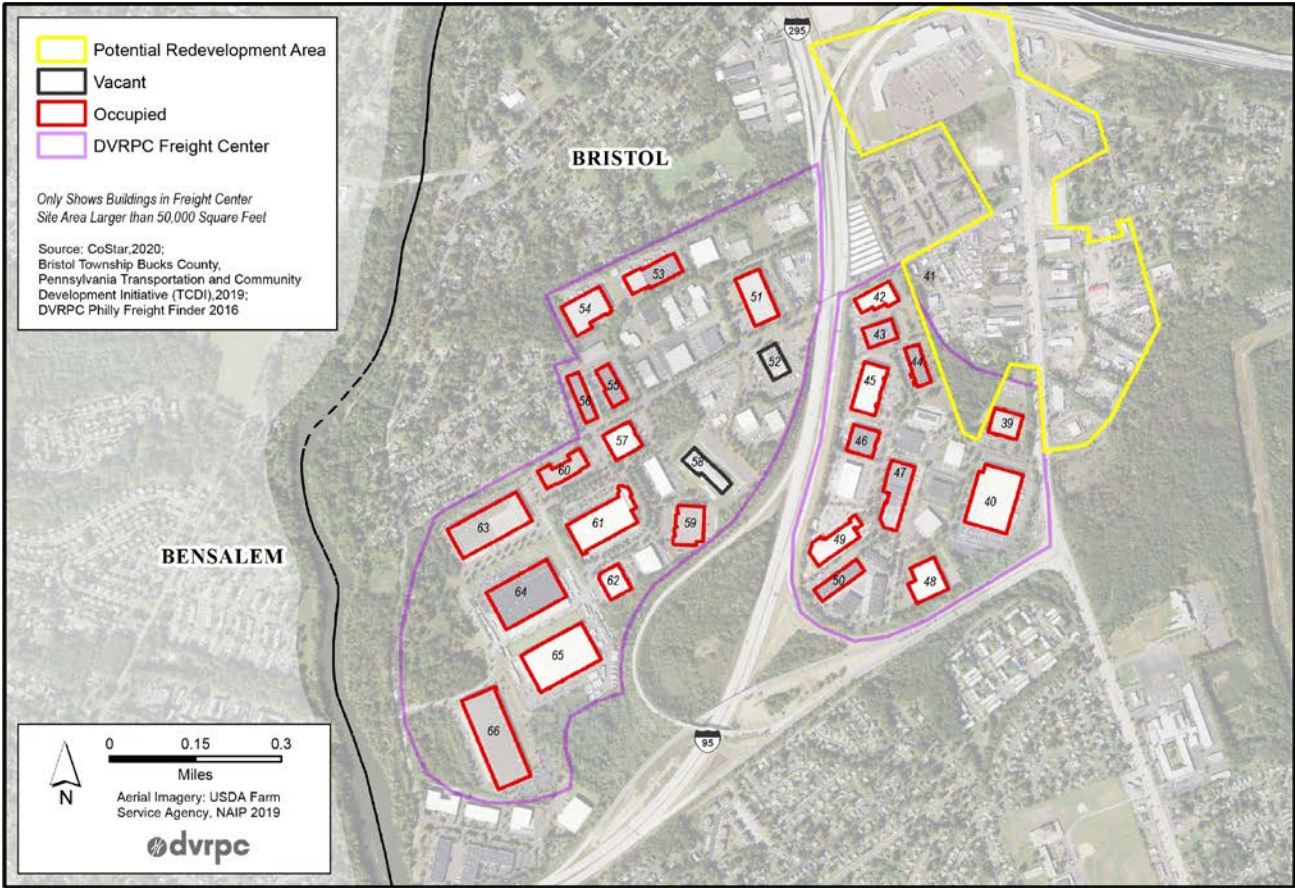 Potential Redevelopment Area
Vacant
Occupied
DVRPC Freight Center
Only Shows Buildings in Freight Center
Site Area Larger than 50,000 Square Feet
Source: CoStar,2020;
Bristol Township Bucks County,
Pennsylvania Transportation and Community
Development Initiative (TCDI),2019;
DVRPC Philly Freight Finder 2016
295
BRISTOL
53
54
51
41
42
52
43
44
55
56
45
39
57
46
58
60
47
40
61
59
63
49
BENSALEM
62
50
48
64
65
66
95
0 0.15 0.3
Miles
N
Aerial Imagery: USDA Farm
Service Agency, NAIP 2019
dvrpc